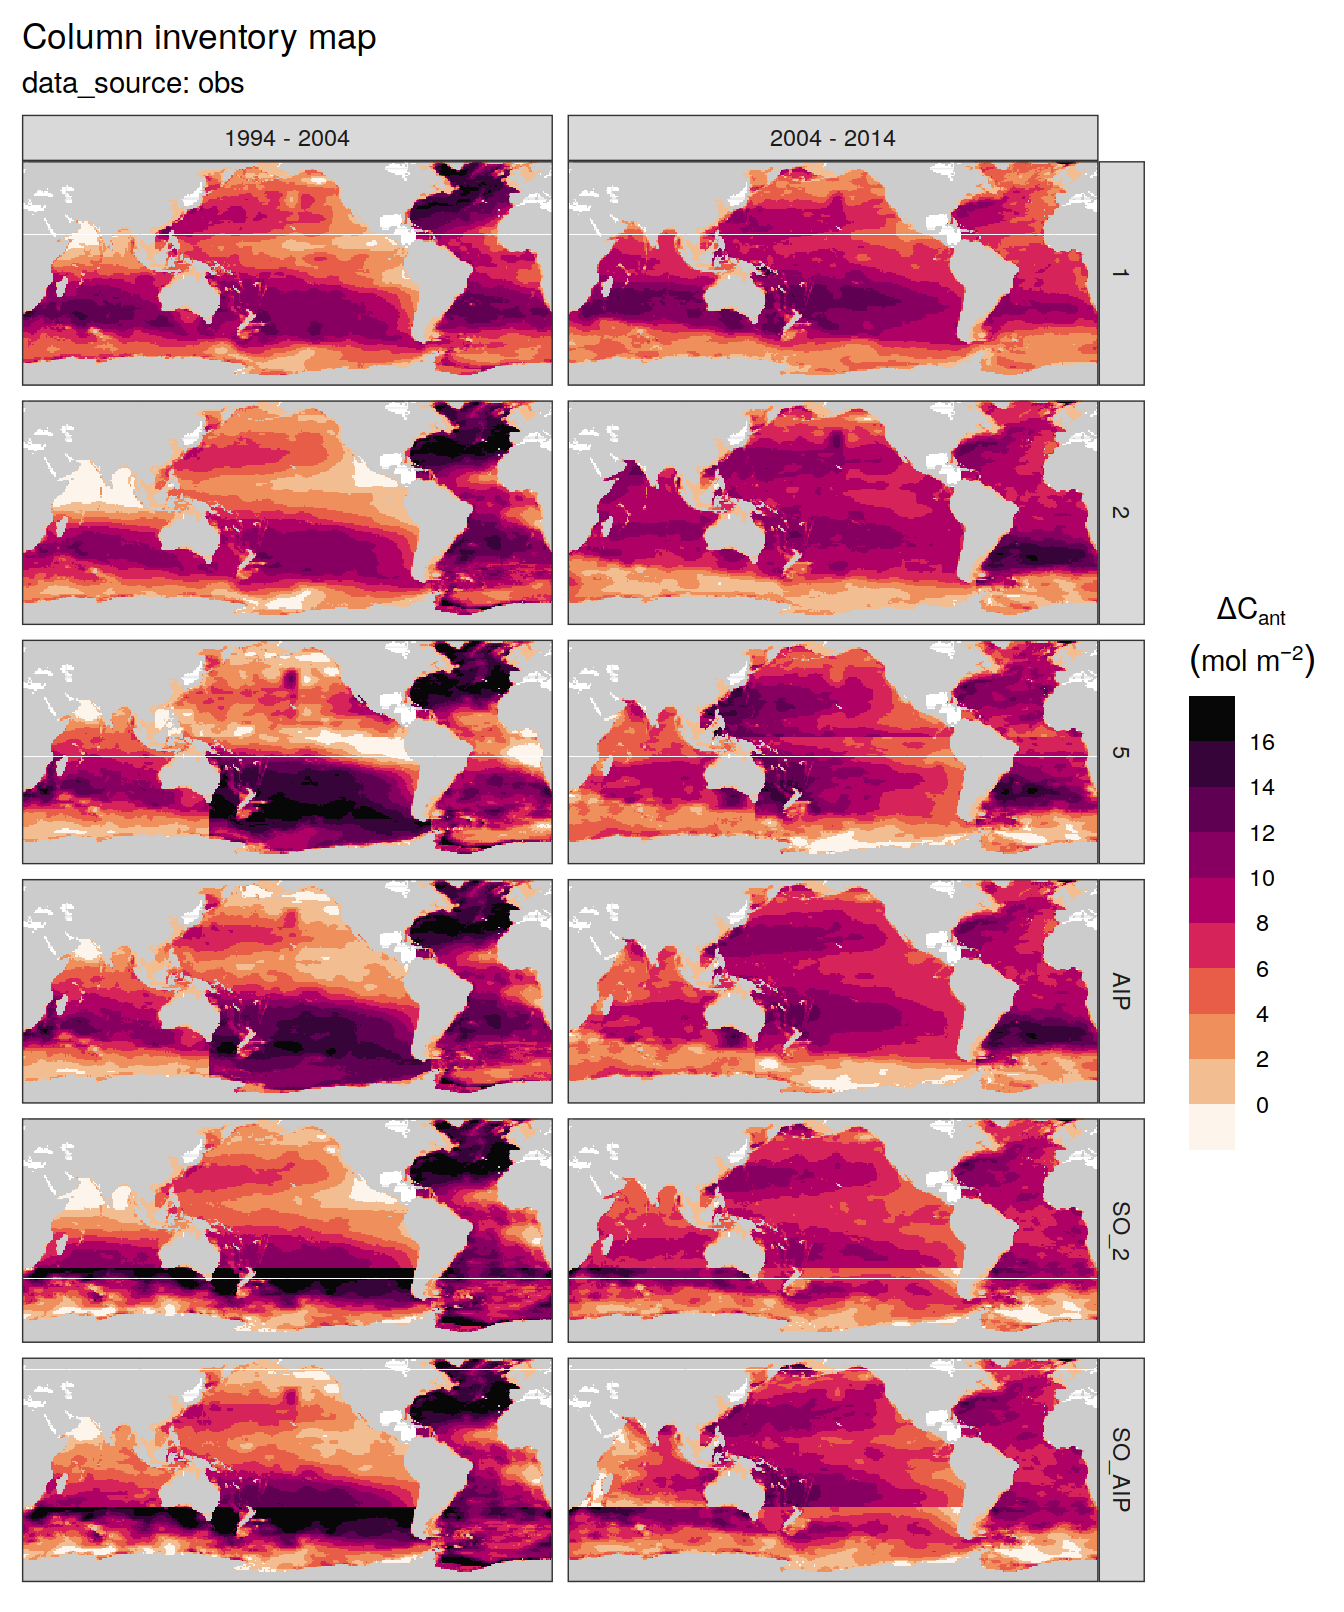 Column inventory map
data_source: obs
1994 - 2004
2004 - 2014
1
2
5
AIP
SO_2
SO_AIP
ΔCant
(mol m⁻²)
16
14
12
10
8
6
4
2
0